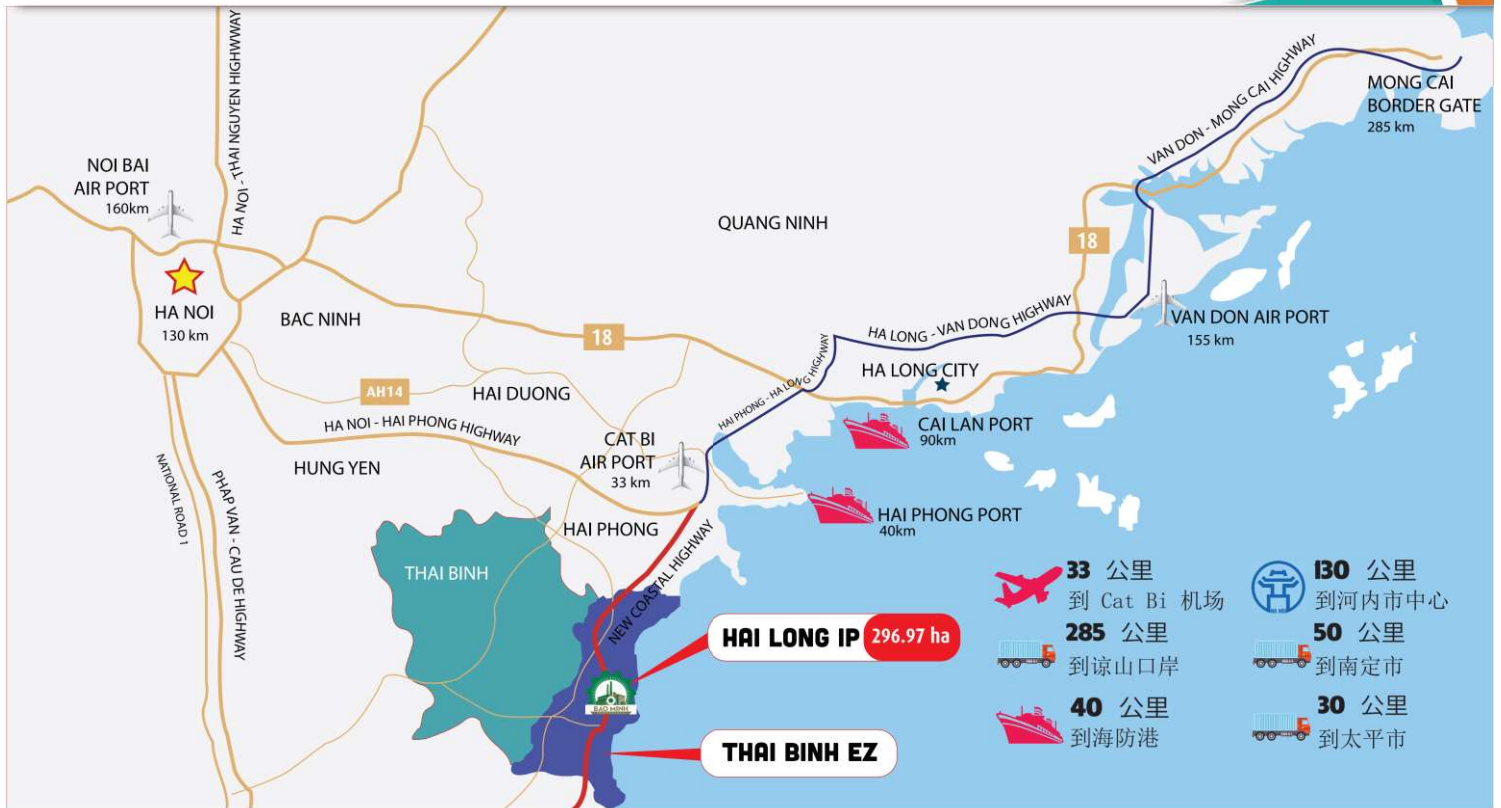 HA NOI - THAI NGUYEN HIGHWWAY
NOI BAI
AIR PORT
160km
HA NOI
130 km
BAC NINH
QUANG NINH
VAN DON - MONG CAI HIGHWAY
MONG CAI
BORDER GATE
285 km
18
18
AH14
HAI DUONG
HA NOI - HAI PHONG HIGHWAY
HUNG YEN
NATIONAL ROAD 1
PHAP VAN - CAU DE HIGHWAY
HAI PHONG - HA LONG HIGHWAY
HA LONG - VAN DONG HIGHWAY
HA LONG CITY
VAN DON AIR PORT
155 km
CAI LAN PORT
90km
CAT BI
AIR PORT
33 km
HAI PHONG PORT
40km
HAI PHONG
THAI BINH
NEW COASTAL HIGHWAY
HAI LONG IP 296.97 ha
BAO MINH
THAI BINH EZ
33 公里
到 Cat Bi 机场
130 公里
到河内市中心
285 公里
到谅山口岸
50 公里
到南定市
40 公里
到海防港
30 公里
到太平市